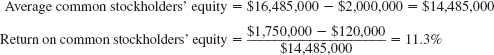 Average common stockholders' equity = $16,485,000 − $2,000,000 = $14,485,000
Return on common stockholders' equity = $1,750,000 − $120,000 / $14,485,000 = 11.3%